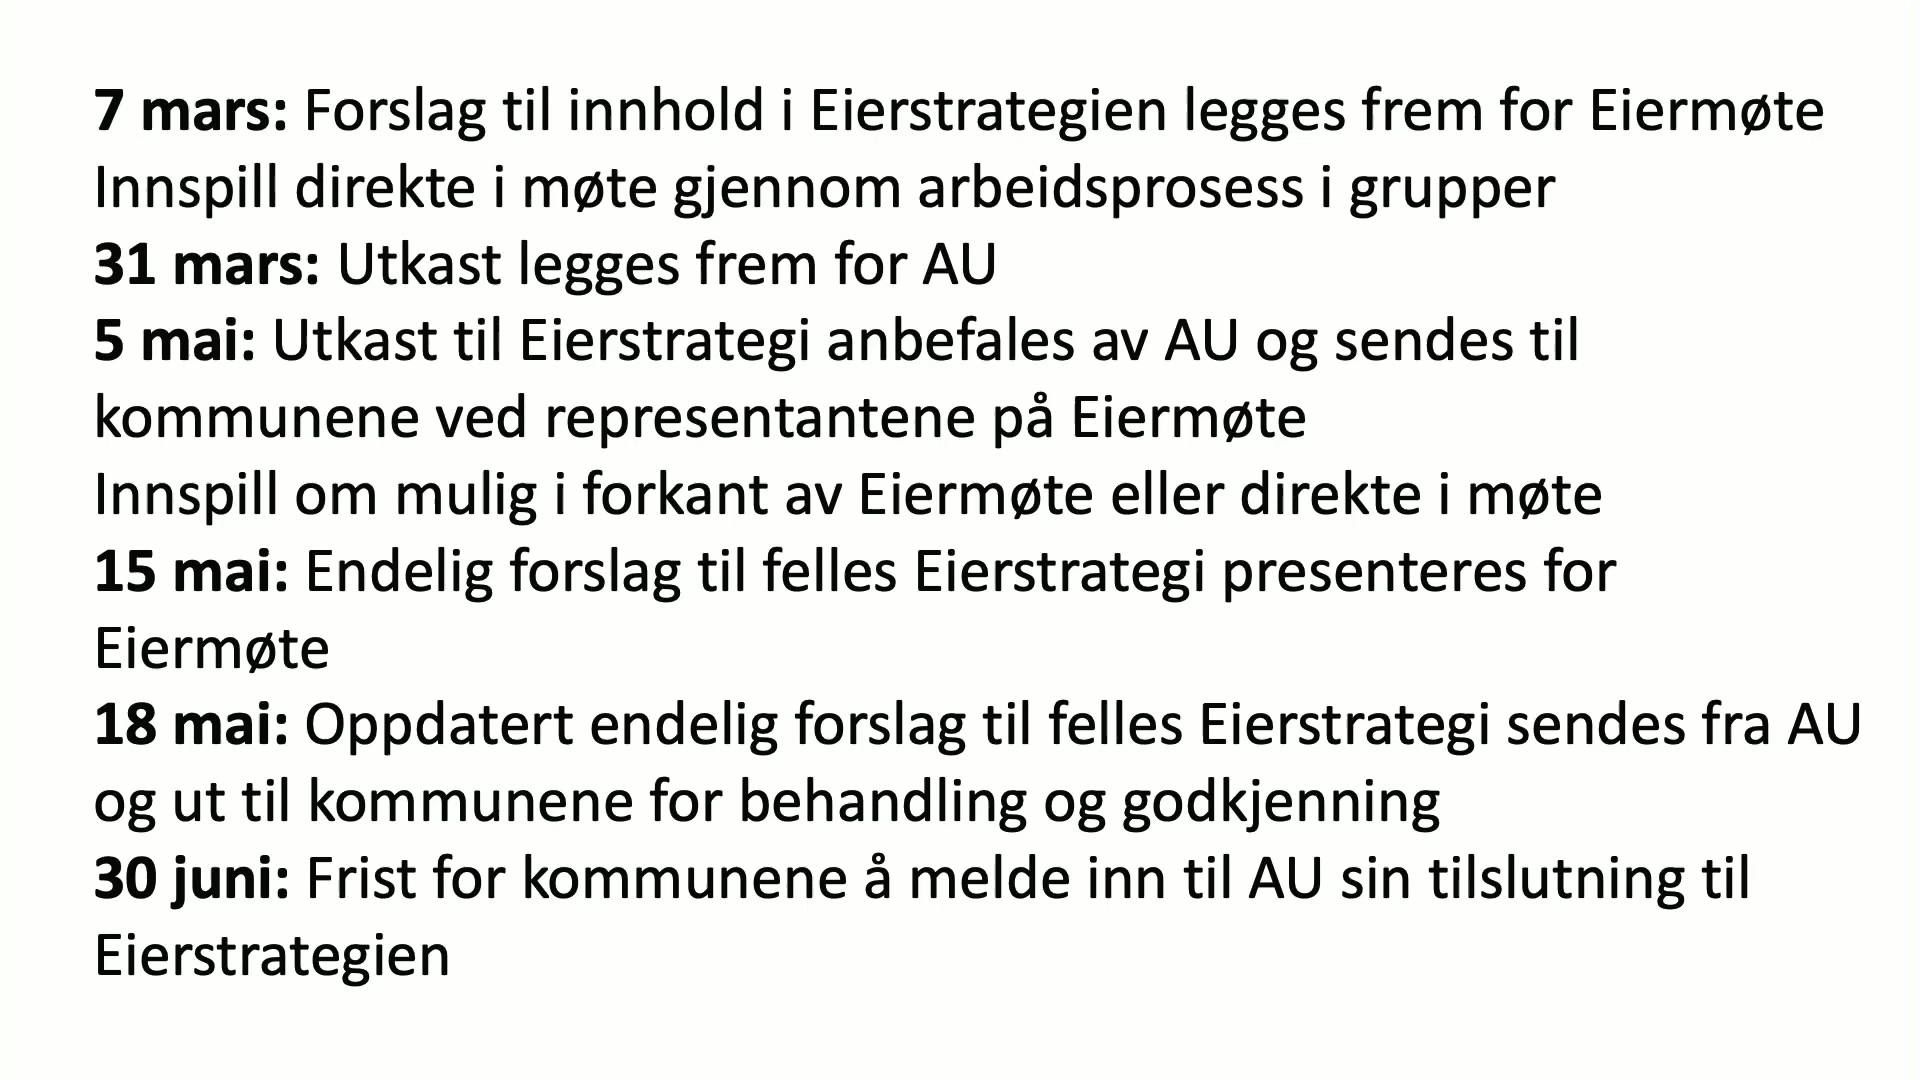 7 mars: Forslag til innhold i Eierstrategien legges frem for Eiermøte
Innspill direkte i møte gjennom arbeidsprosess i grupper
31 mars: Utkast legges frem for AU
5 mai: Utkast til Eierstrategi anbefales av AU og sendes til
kommunene ved representantene på Eiermøte
Innspill om mulig i forkant av Eiermøte eller direkte i møte
15 mai: Endelig forslag til felles Eierstrategi presenteres for
Eiermøte
18 mai: Oppdatert endelig forslag til felles Eierstrategi sendes fra AU
og ut til kommunene for behandling og godkjenning
30 juni: Frist for kommunene å melde inn til AU sin tilslutning til
Eierstrategien